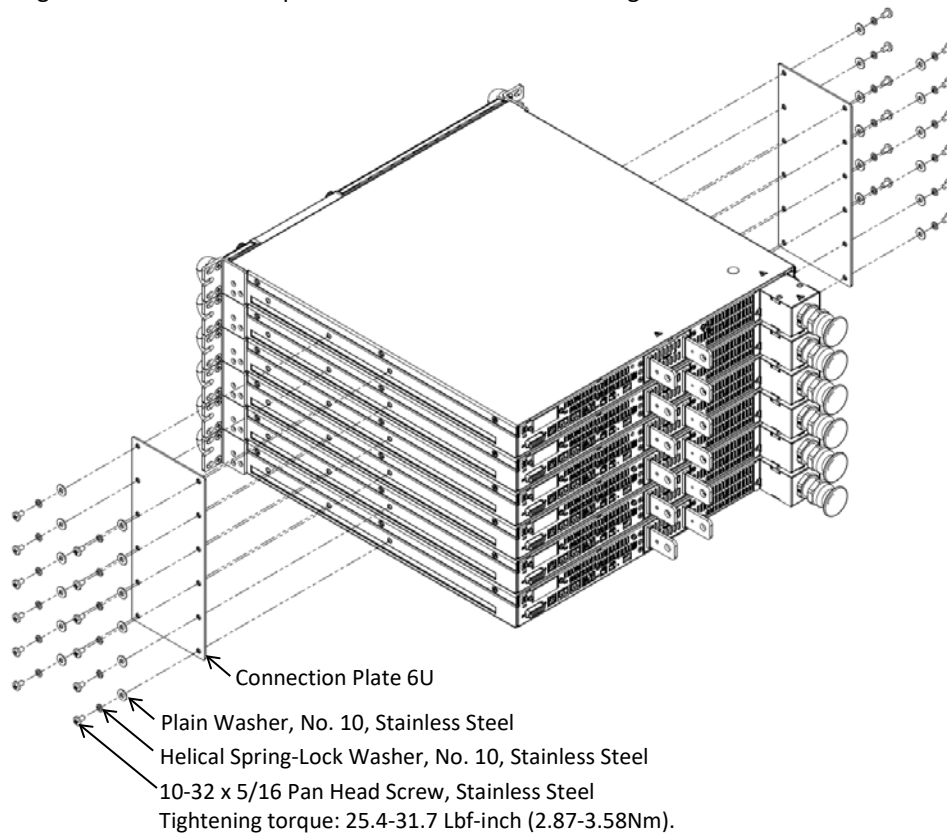 Connection Plate 6U
Plain Washer, No. 10, Stainless Steel
Helical Spring-Lock Washer, No. 10, Stainless Steel
10-32 x 5/16 Pan Head Screw, Stainless Steel
Tightening torque: 25.4-31.7 Lbf-inch (2.87-3.58Nm).